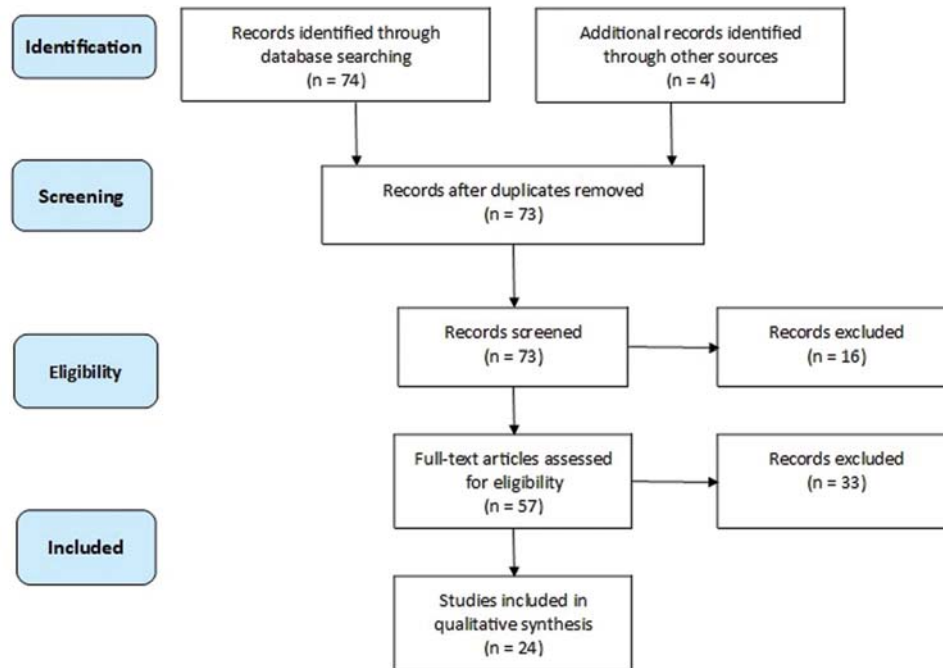 Identification
Records identified through
database searching
(n = 74)
Additional records identified
through other sources
(n = 4)
Screening
Records after duplicates removed
(n = 73)
Eligibility
Records screened
(n = 73)
Records excluded
(n = 16)
Full-text articles assessed
for eligibility
(n = 57)
Records excluded
(n = 33)
Included
Studies included in
qualitative synthesis
(n = 24)